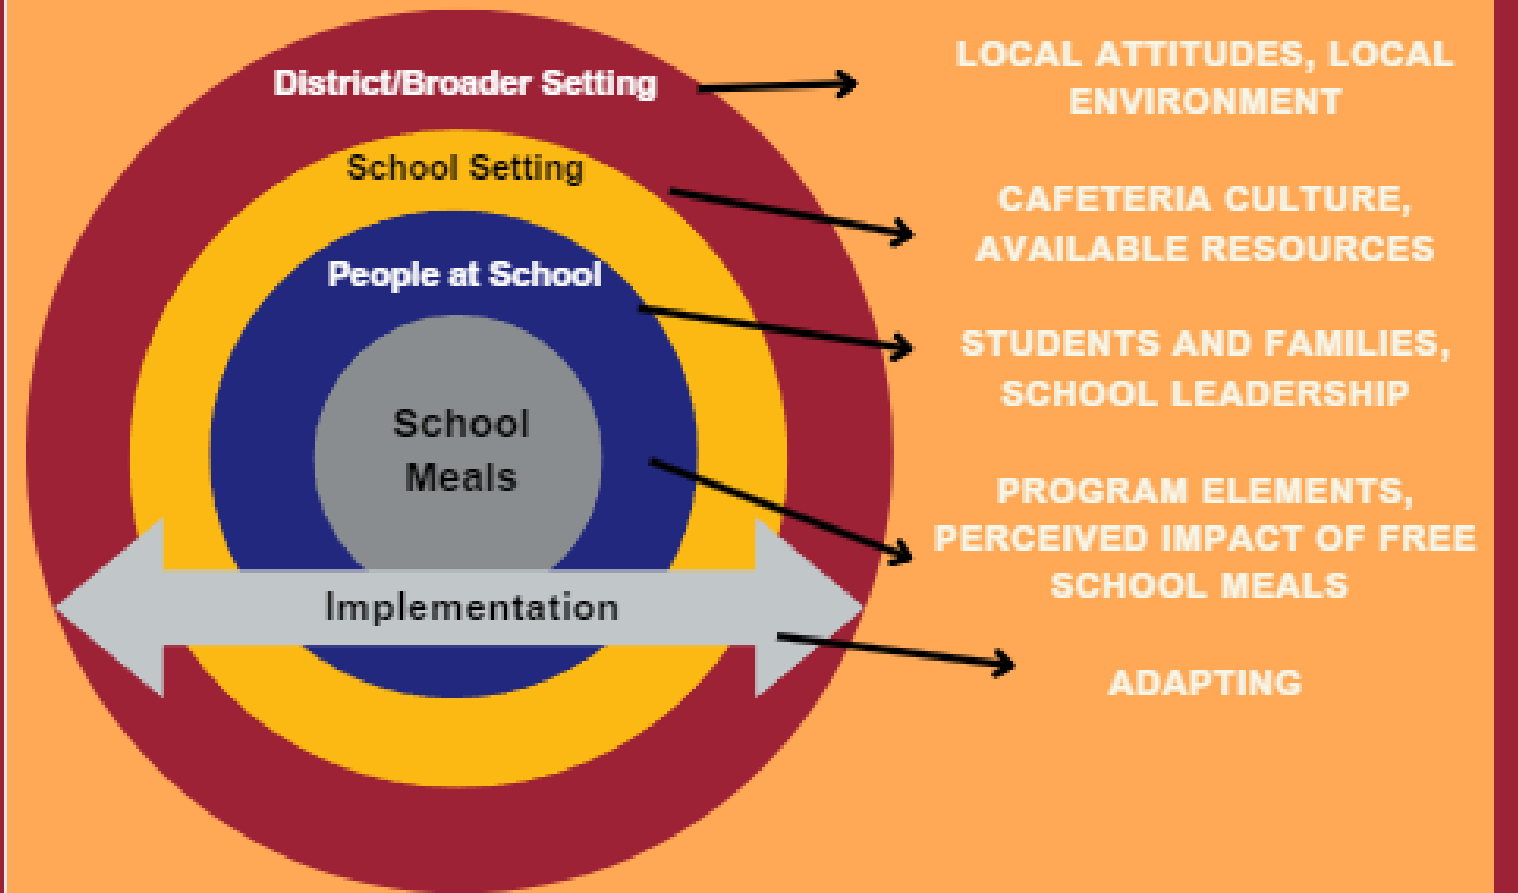 District/Broader Setting
School Setting
People at School
School
Meals
Implementation
LOCAL ATTITUDES, LOCAL
ENVIRONMENT
CAFETERIA CULTURE,
AVAILABLE RESOURCES
STUDENTS AND FAMILIES,
SCHOOL LEADERSHIP
PROGRAM ELEMENTS,
PERCEIVED IMPACT OF FREE
SCHOOL MEALS
ADAPTING